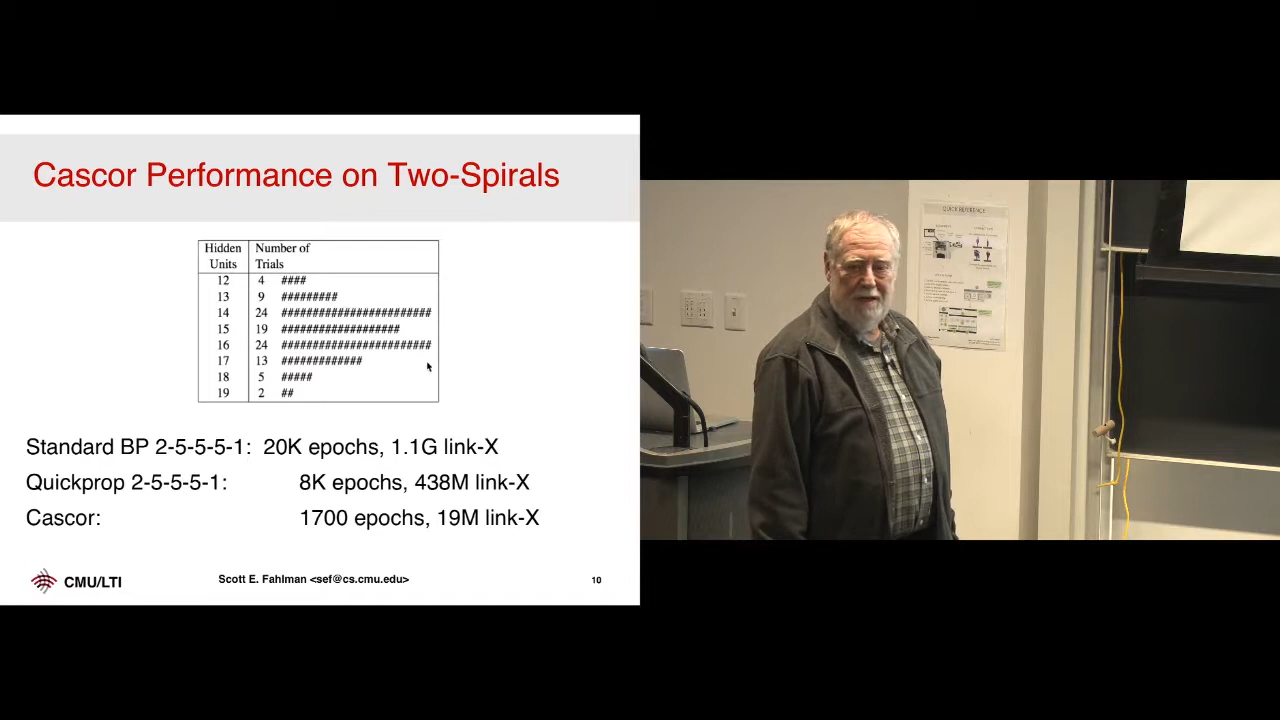 Cascor Performance on Two-Spirals
Hidden Units Number of Trials
12 4 ####
13 9 #########
14 24 ########################
15 19 ###################
16 24 ########################
17 13 #############
18 5 #####
19 2 ##
Standard BP 2-5-5-5-1: 20K epochs, 1.1G link-X
Quickprop 2-5-5-5-1: 8K epochs, 438M link-X
Cascor: 1700 epochs, 19M link-X
CMU/LTI Scott E. Fahlman <sef@cs.cmu.edu> 10
QUICK REFERENCE